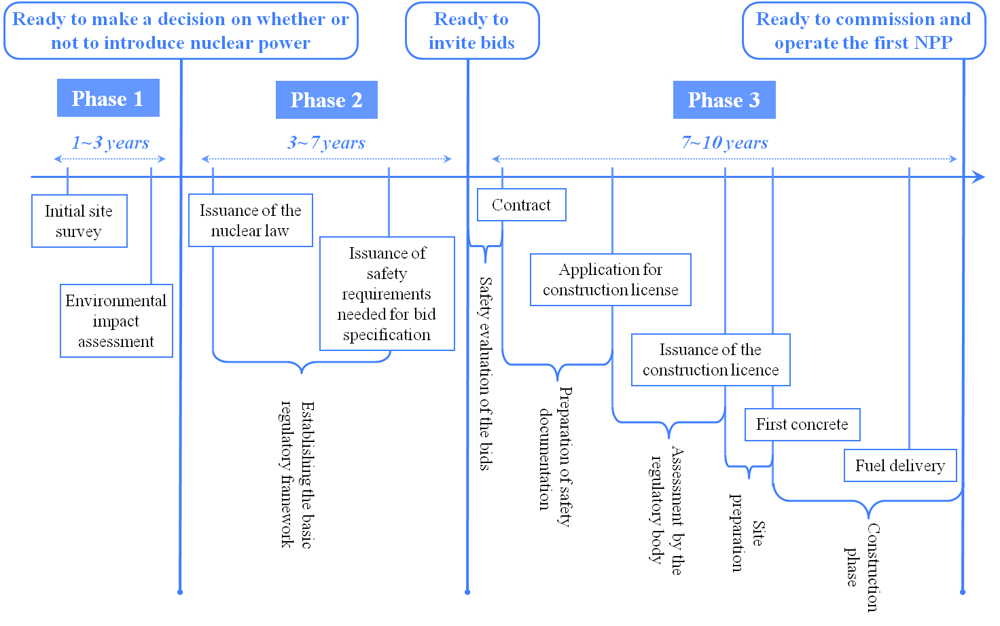 Ready to make a decision on whether or
not to introduce nuclear power
Ready to
invite bids
Ready to commission and
operate the first NPP
Phase 1
Phase 2
Phase 3
1~3 years
3~7 years
7~10 years
Initial site
survey
Environmental
impact
assessment
Issuance of the
nuclear law
Issuance of
safety
requirements
needed for bid
specification
Establishing the basic
regulatory framework
Contract
Safety evaluation of the bids
Application for
construction license
Preparation of safety
documentation
Issuance of the
construction licence
Assessment by the
regulatory body
First concrete
Site
preparation
Fuel delivery
Construction
phase